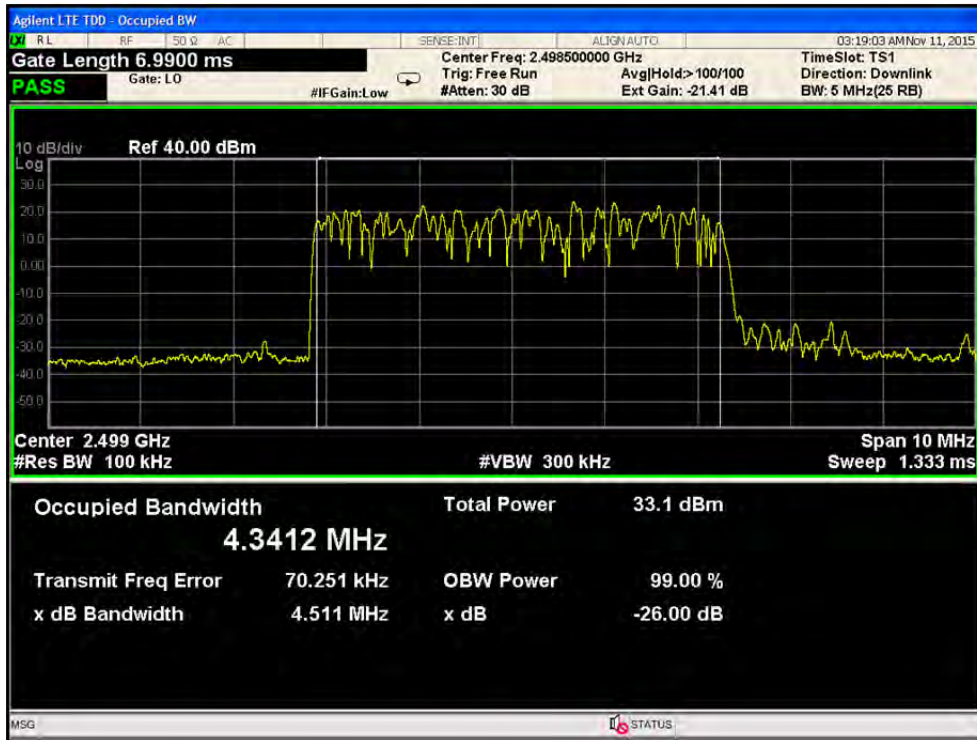 Agilent LTE TDD - Occupied BW
LXI RL RF 50 Ω AC SENSE:INT ALIGN AUTO 03:19:03 AM Nov 11, 2015
Gate Length 6.9900 ms
Center Freq: 2.498500000 GHz TimeSlot: TS1
PASS Gate: LO Trig: Free Run Avg|Hold:>100/100 Direction: Downlink
#IFGain:Low #Atten: 30 dB Ext Gain: -21.41 dB BW: 5 MHz(25 RB)
10 dB/div Ref 40.00 dBm
Log
30.0
20.0
10.0
0.00
-10.0
-20.0
-30.0
-40.0
-50.0
Center 2.499 GHz Span 10 MHz
#Res BW 100 kHz #VBW 300 kHz Sweep 1.333 ms
Occupied Bandwidth Total Power 33.1 dBm
4.3412 MHz
Transmit Freq Error 70.251 kHz OBW Power 99.00 %
x dB Bandwidth 4.511 MHz x dB -26.00 dB
MSG STATUS